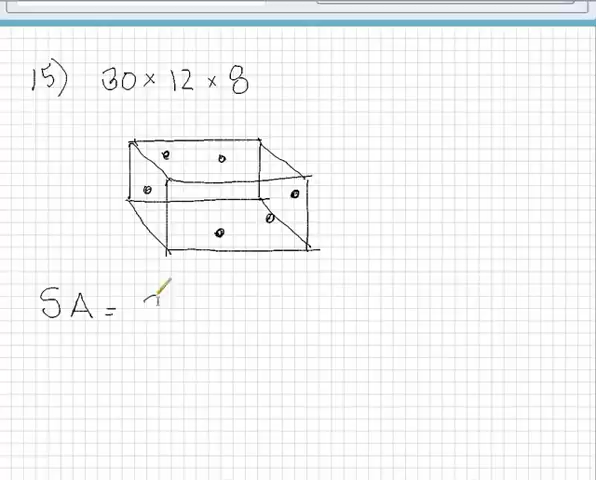 15) 30 × 12 × 8
SA =